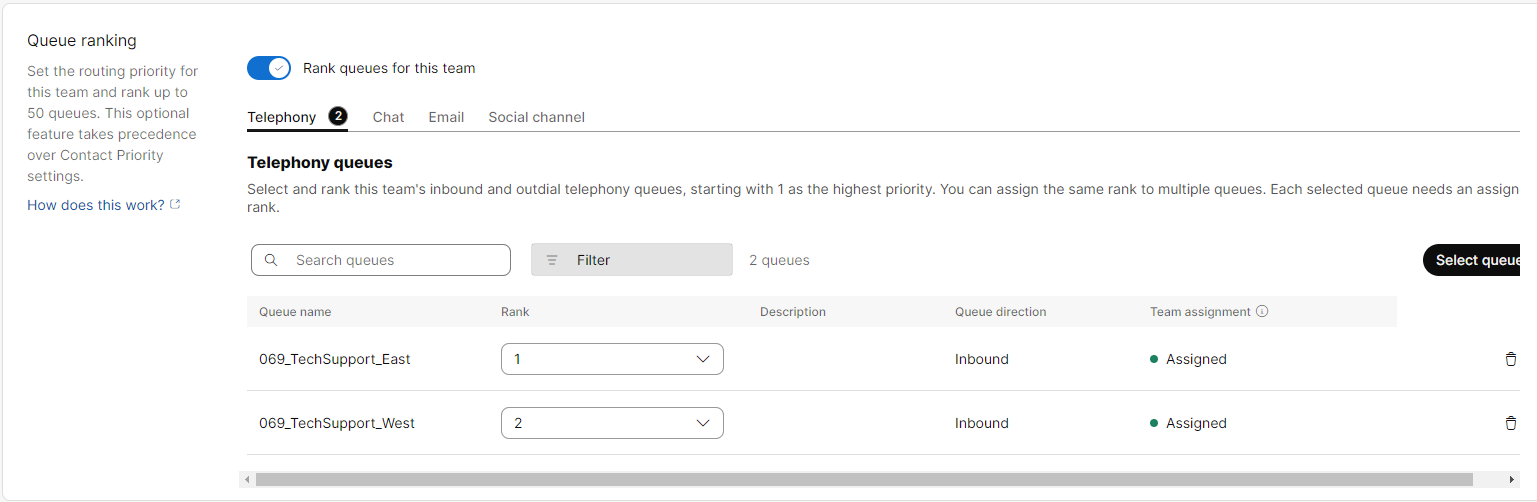 Queue ranking
Set the routing priority for
this team and rank up to
50 queues. This optional
feature takes precedence
over Contact Priority
settings.
How does this work?
Rank queues for this team
Telephony 2 Chat Email Social channel
Telephony queues
Select and rank this team's inbound and outdial telephony queues, starting with 1 as the highest priority. You can assign the same rank to multiple queues. Each selected queue needs an assign
rank.
Search queues Filter 2 queues Select queue
Queue name Rank Description Queue direction Team assignment
069_TechSupport_East 1 Inbound Assigned
069_TechSupport_West 2 Inbound Assigned